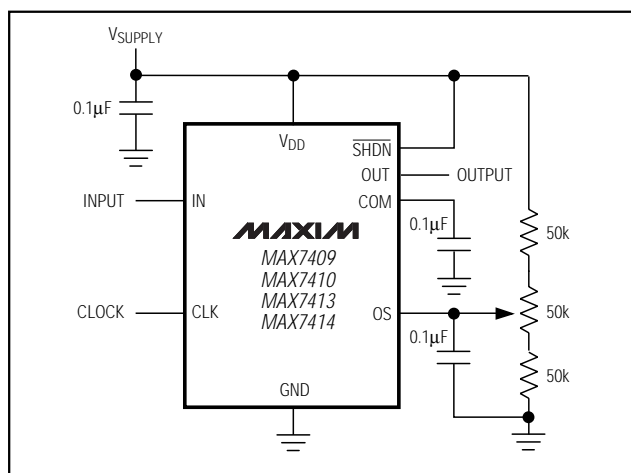 VSUPPLY
0.1µF
VDD
SHDN
OUT
OUTPUT
INPUT
IN
COM
0.1µF
50k
MAXIM
MAX7409
MAX7410
MAX7413
MAX7414
CLOCK
CLK
OS
50k
0.1µF
50k
GND